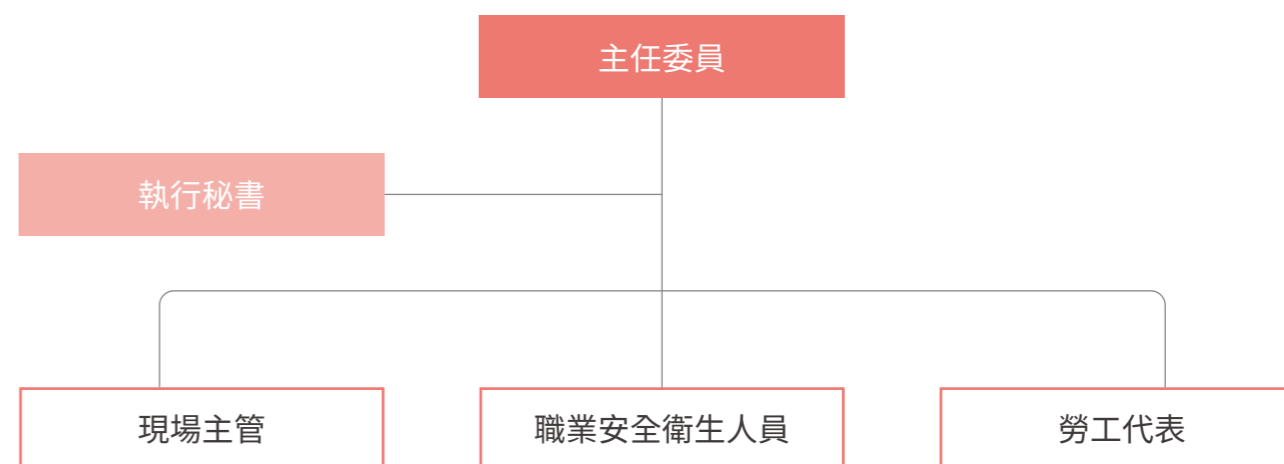 主任委員
執行秘書
現場主管
職業安全衛生人員
勞工代表